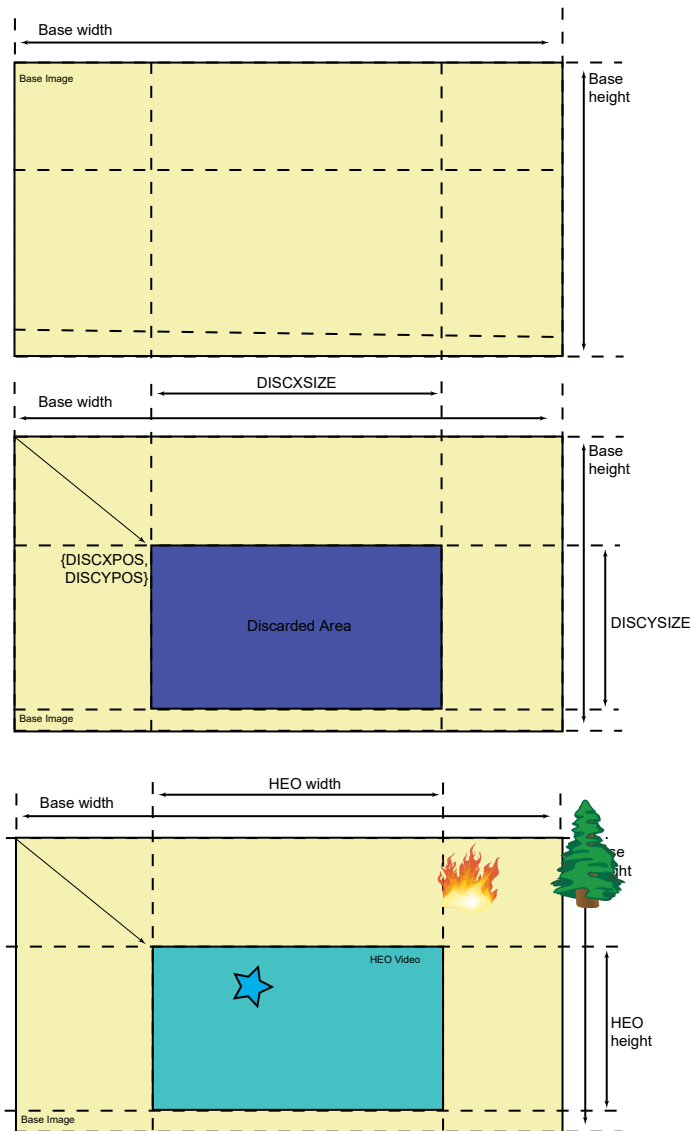 Base width
Base Image
Base
height
DISCXSIZE
Base width
Base
height
{DISCXPOS,
DISCYPOS}
Discarded Area
DISCYSIZE
Base Image
HEO width
Base width
HEO Video
HEO
height
Base Image